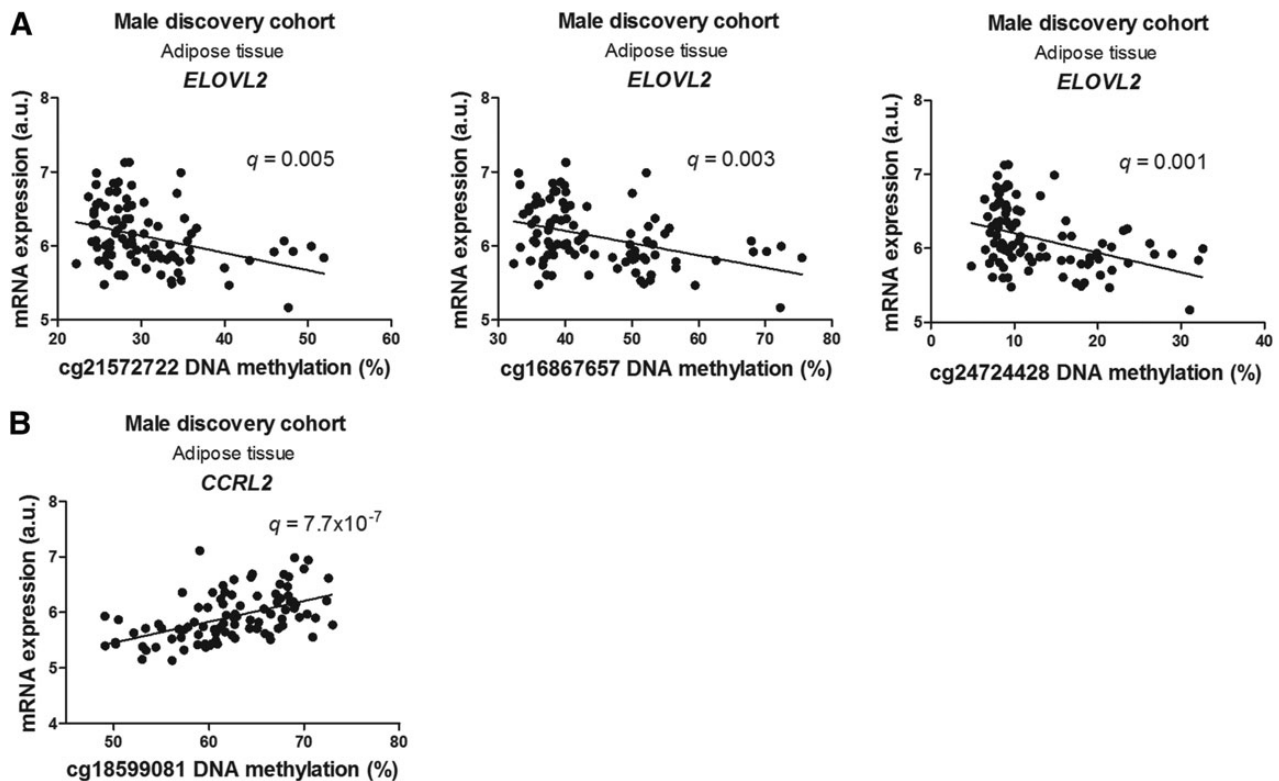 A
Male discovery cohort
Adipose tissue
ELOVL2
mRNA expression (a.u.)
8
7
6
5
q = 0.005
20 30 40 50 60
cg21572722 DNA methylation (%)
Male discovery cohort
Adipose tissue
ELOVL2
mRNA expression (a.u.)
8
7
6
5
q = 0.003
30 40 50 60 70 80
cg16867657 DNA methylation (%)
Male discovery cohort
Adipose tissue
ELOVL2
mRNA expression (a.u.)
8
7
6
5
q = 0.001
0 10 20 30 40
cg24724428 DNA methylation (%)
B
Male discovery cohort
Adipose tissue
CCRL2
mRNA expression (a.u.)
8
7
6
5
4
q = 7.7x10⁻⁷
50 60 70 80
cg18599081 DNA methylation (%)